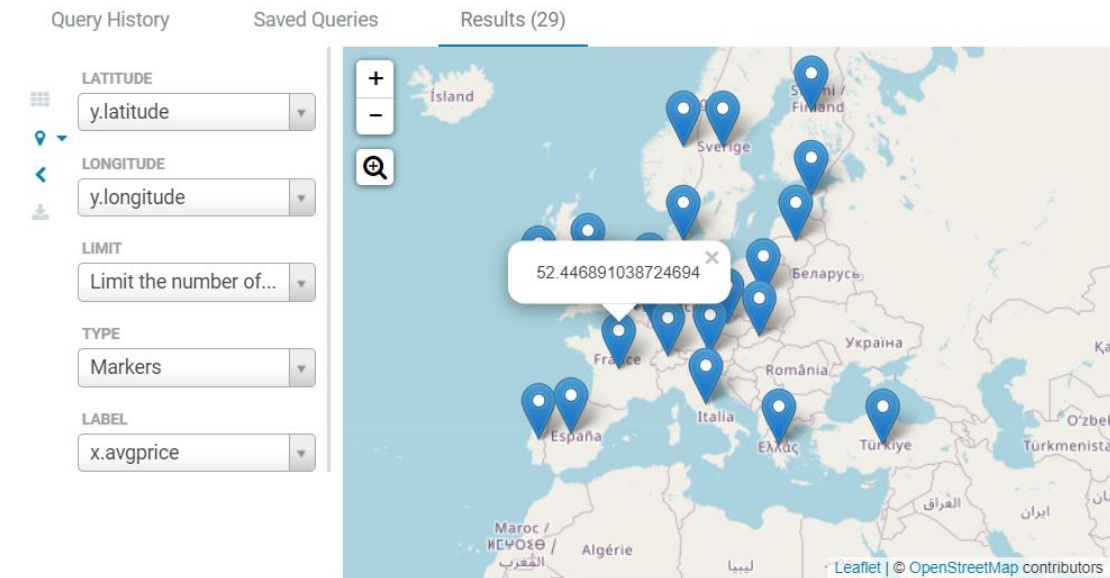 Query History
Saved Queries
Results (29)
LATITUDE
y.latitude
LONGITUDE
y.longitude
LIMIT
Limit the number of...
TYPE
Markers
LABEL
x.avgprice
+
−
Ísland
Finland
Sverige
52.446891038724694
×
Беларусь
France
Україна
România
Italia
España
Ελλάς
Türkiye
O'zbek
Türkmenista
Maroc /
ⵍⵎⵖⵔⵉⴱ /
المغرب
Algérie
ليبيا
العراق
ایران
Leaflet | © OpenStreetMap contributors